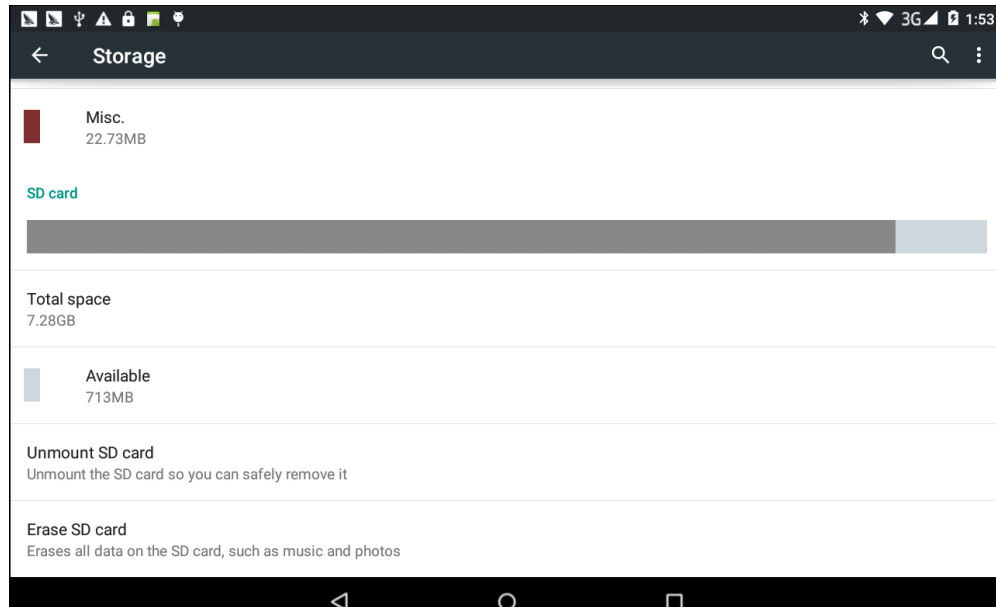 3G 1:53
Storage
Misc.
22.73MB
SD card
Total space
7.28GB
Available
713MB
Unmount SD card
Unmount the SD card so you can safely remove it
Erase SD card
Erases all data on the SD card, such as music and photos